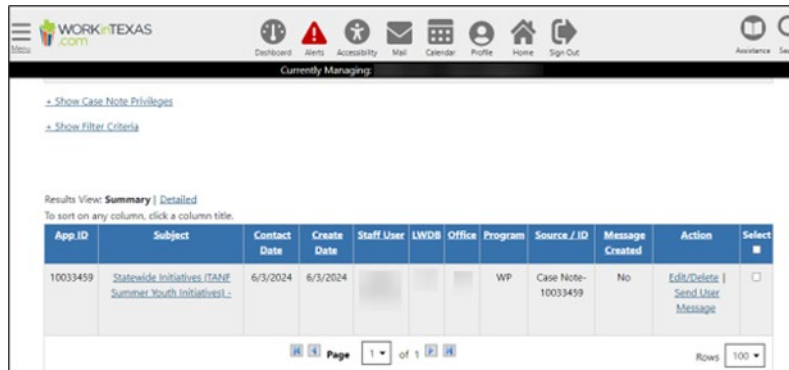 WORKinTEXAS
.com
Menu
Dashboard Alerts Accessibility Mail Calendar Profile Home Sign Out Assistance
Currently Managing:
+ Show Case Note Privileges
+ Show Filter Criteria
Results View: Summary | Detailed
To sort on any column, click a column title.
App ID Subject Contact Date Create Date Staff User LWDB Office Program Source / ID Message Created Action Select
10033459 Statewide Initiatives (TANF 6/3/2024 6/3/2024 WP Case Note- No Edit/Delete |
Summer Youth Initiatives) - 10033459 Send User
Message
Page 1 of 1 Rows 100